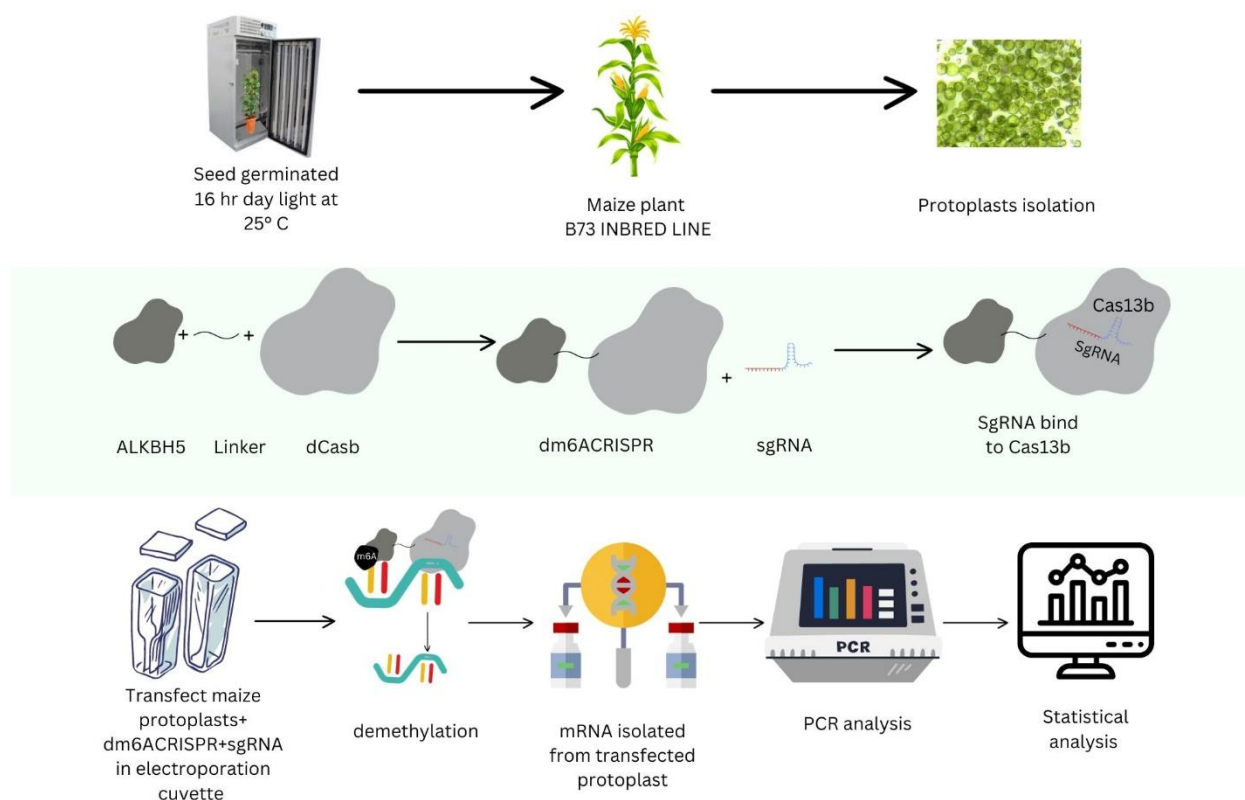 Seed germinated
16 hr day light at
25° C
Maize plant
B73 INBRED LINE
Protoplasts isolation
+
+
+
Cas13b
SgRNA
ALKBH5
Linker
dCasb
dm6ACRISPR
sgRNA
SgRNA bind
to Cas13b
m6A
PCR
Transfect maize
protoplasts+
dm6ACRISPR+sgRNA
in electroporation
cuvette
demethylation
mRNA isolated
from transfected
protoplast
PCR analysis
Statistical
analysis